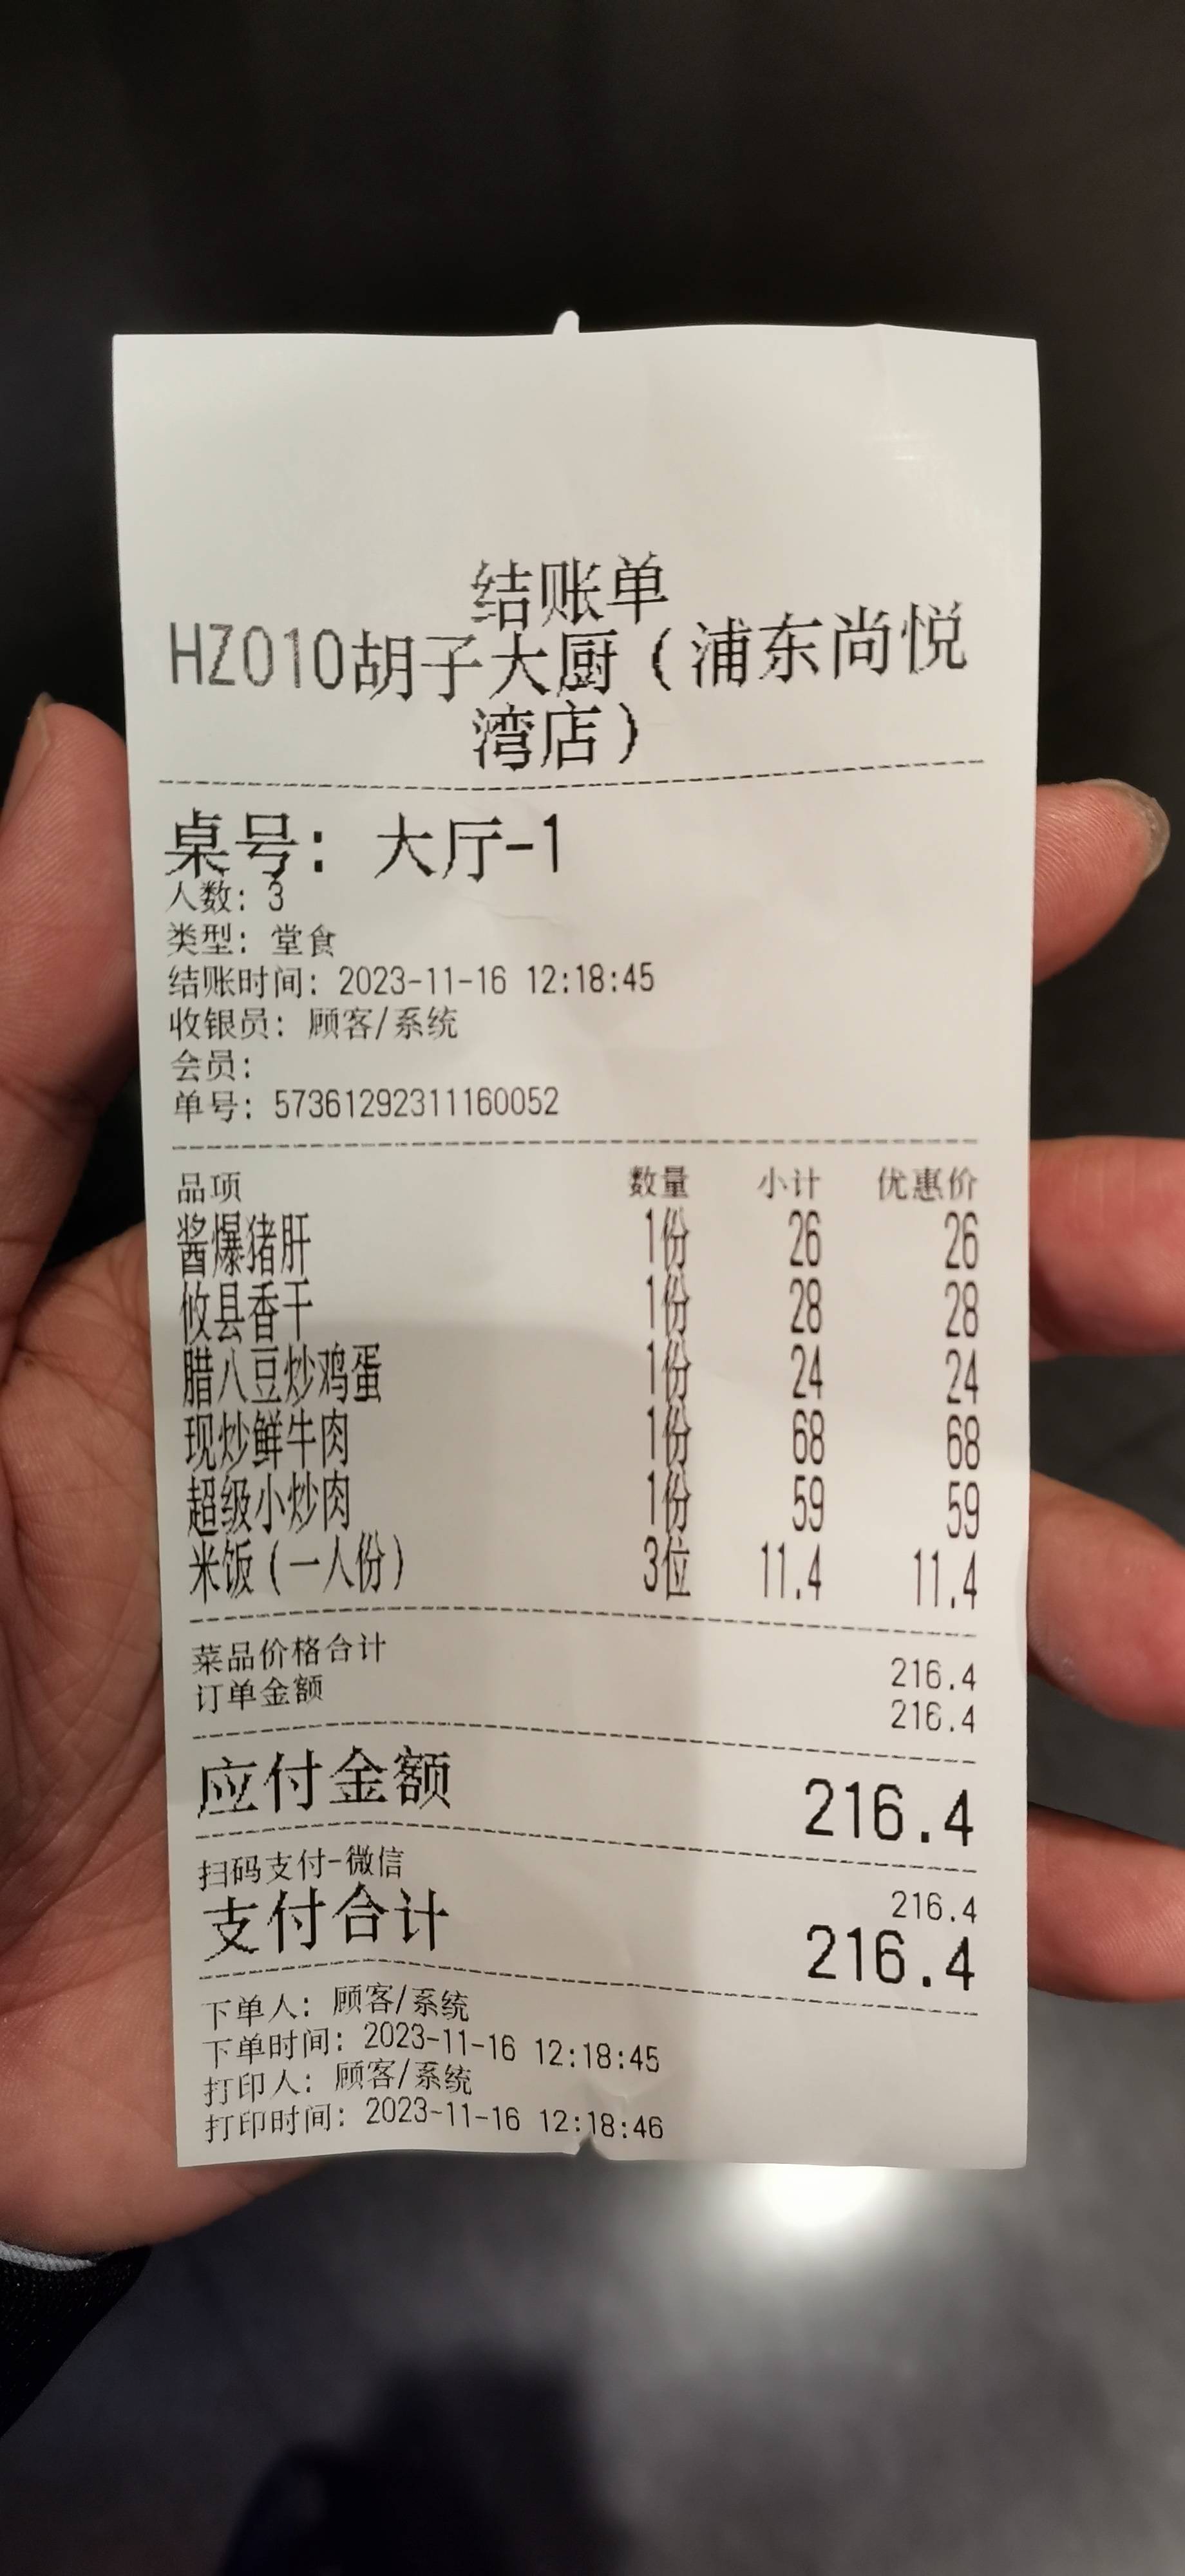 结账单
HZ010胡子大厨(浦东尚悦
湾店)
桌号: 大厅-1
人数: 3
类型: 堂食
结账时间: 2023-11-16 12:18:45
收银员: 顾客/系统
会员:
单号: 57361292311160052
品项 数量 小计 优惠价
酱爆猪肝 1份 26 26
攸县香干 1份 28 28
腊八豆炒鸡蛋 1份 24 24
现炒鲜牛肉 1份 68 68
超级小炒肉 1份 59 59
米饭(一人份) 3位 11.4 11.4
菜品价格合计 216.4
订单金额 216.4
应付金额 216.4
扫码支付-微信 216.4
支付合计 216.4
下单人: 顾客/系统
下单时间: 2023-11-16 12:18:45
打印人: 顾客/系统
打印时间: 2023-11-16 12:18:46